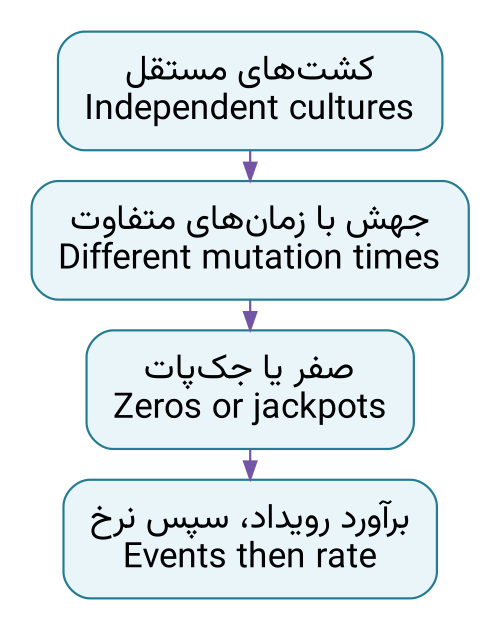 کشت‌های مستقل
Independent cultures
جهش با زمان‌های متفاوت
Different mutation times
صفر یا جک‌پات
Zeros or jackpots
برآورد رویداد، سپس نرخ
Events then rate